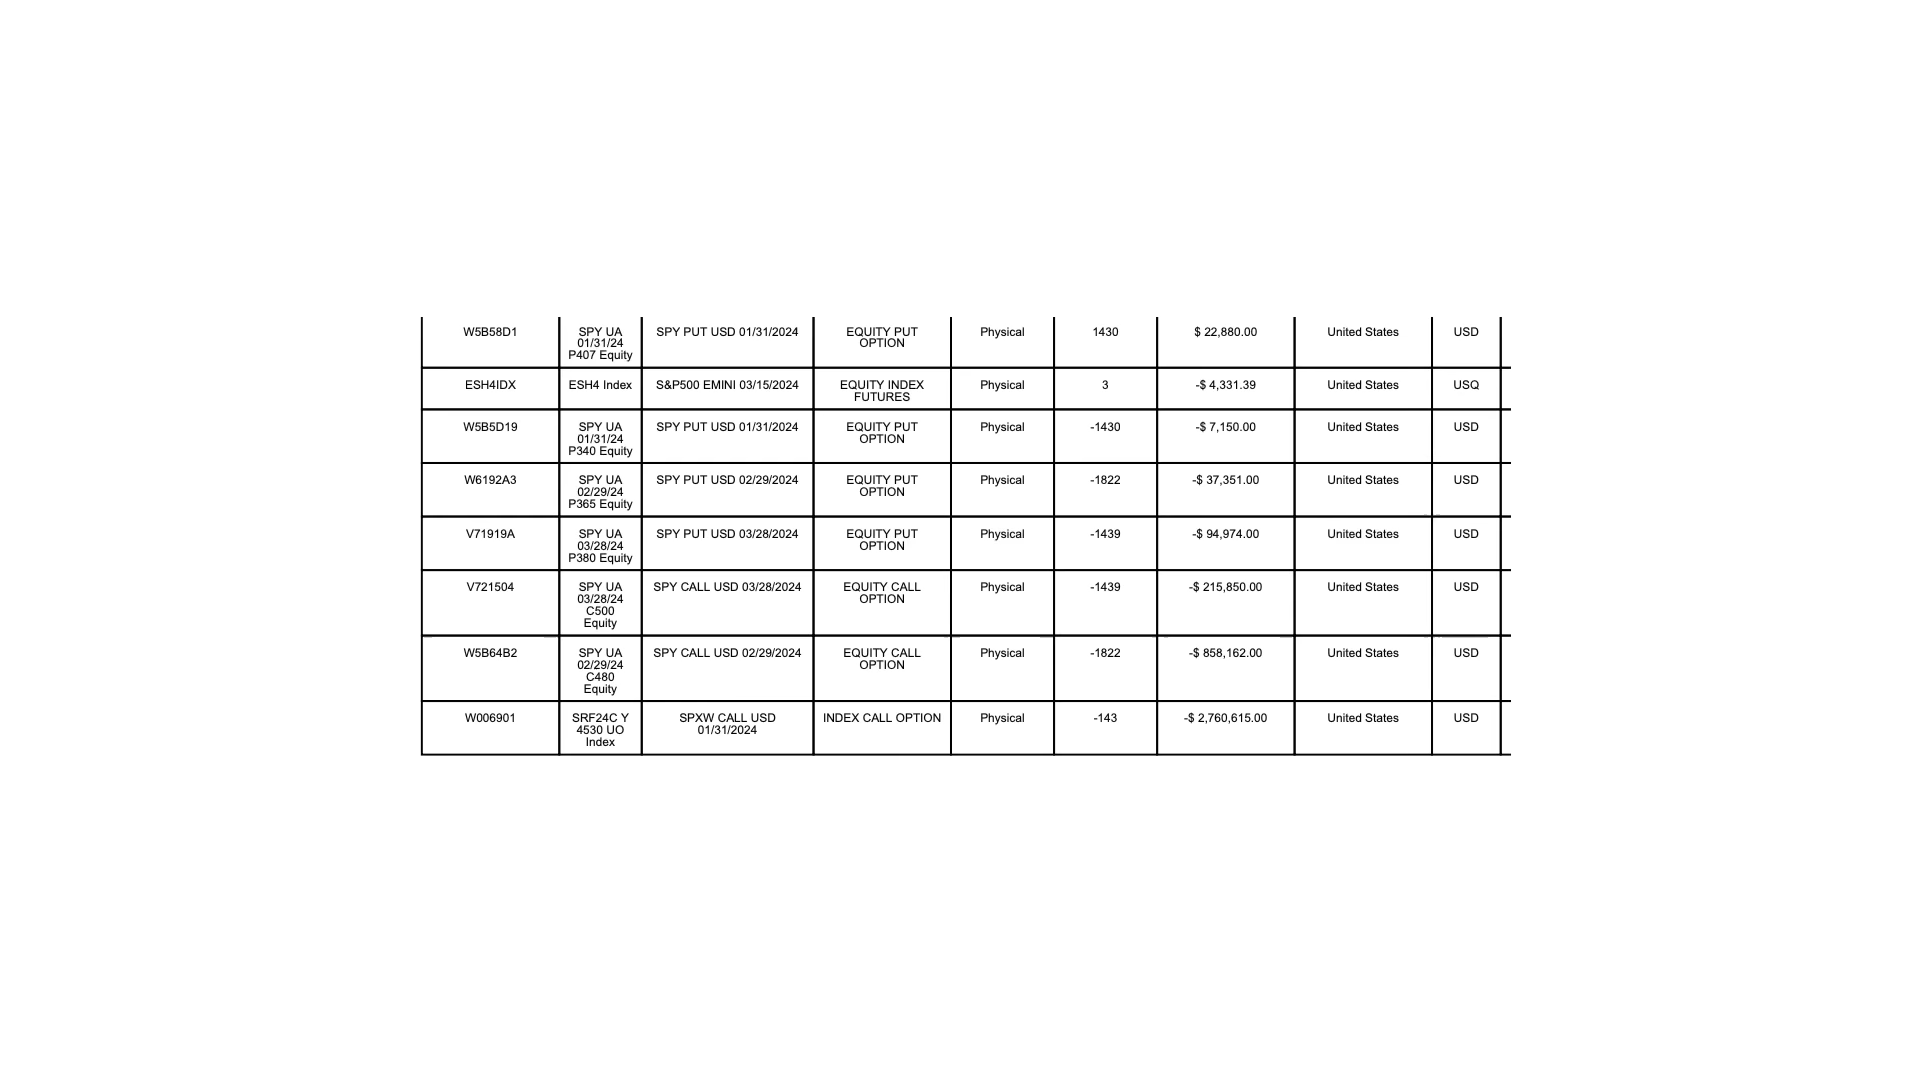 W5B58D1 SPY UA SPY PUT USD 01/31/2024 EQUITY PUT Physical 1430 $ 22,880.00 United States USD
01/31/24 OPTION
P407 Equity
ESH4IDX ESH4 Index S&P500 EMINI 03/15/2024 EQUITY INDEX Physical 3 -$ 4,331.39 United States USQ
FUTURES
W5B5D19 SPY UA SPY PUT USD 01/31/2024 EQUITY PUT Physical -1430 -$ 7,150.00 United States USD
01/31/24 OPTION
P340 Equity
W6192A3 SPY UA SPY PUT USD 02/29/2024 EQUITY PUT Physical -1822 -$ 37,351.00 United States USD
02/29/24 OPTION
P365 Equity
V71919A SPY UA SPY PUT USD 03/28/2024 EQUITY PUT Physical -1439 -$ 94,974.00 United States USD
03/28/24 OPTION
P380 Equity
V721504 SPY UA SPY CALL USD 03/28/2024 EQUITY CALL Physical -1439 -$ 215,850.00 United States USD
03/28/24 OPTION
C500
Equity
W5B64B2 SPY UA SPY CALL USD 02/29/2024 EQUITY CALL Physical -1822 -$ 858,162.00 United States USD
02/29/24 OPTION
C480
Equity
W006901 SRF24C Y SPXW CALL USD INDEX CALL OPTION Physical -143 -$ 2,760,615.00 United States USD
4530 UO 01/31/2024
Index